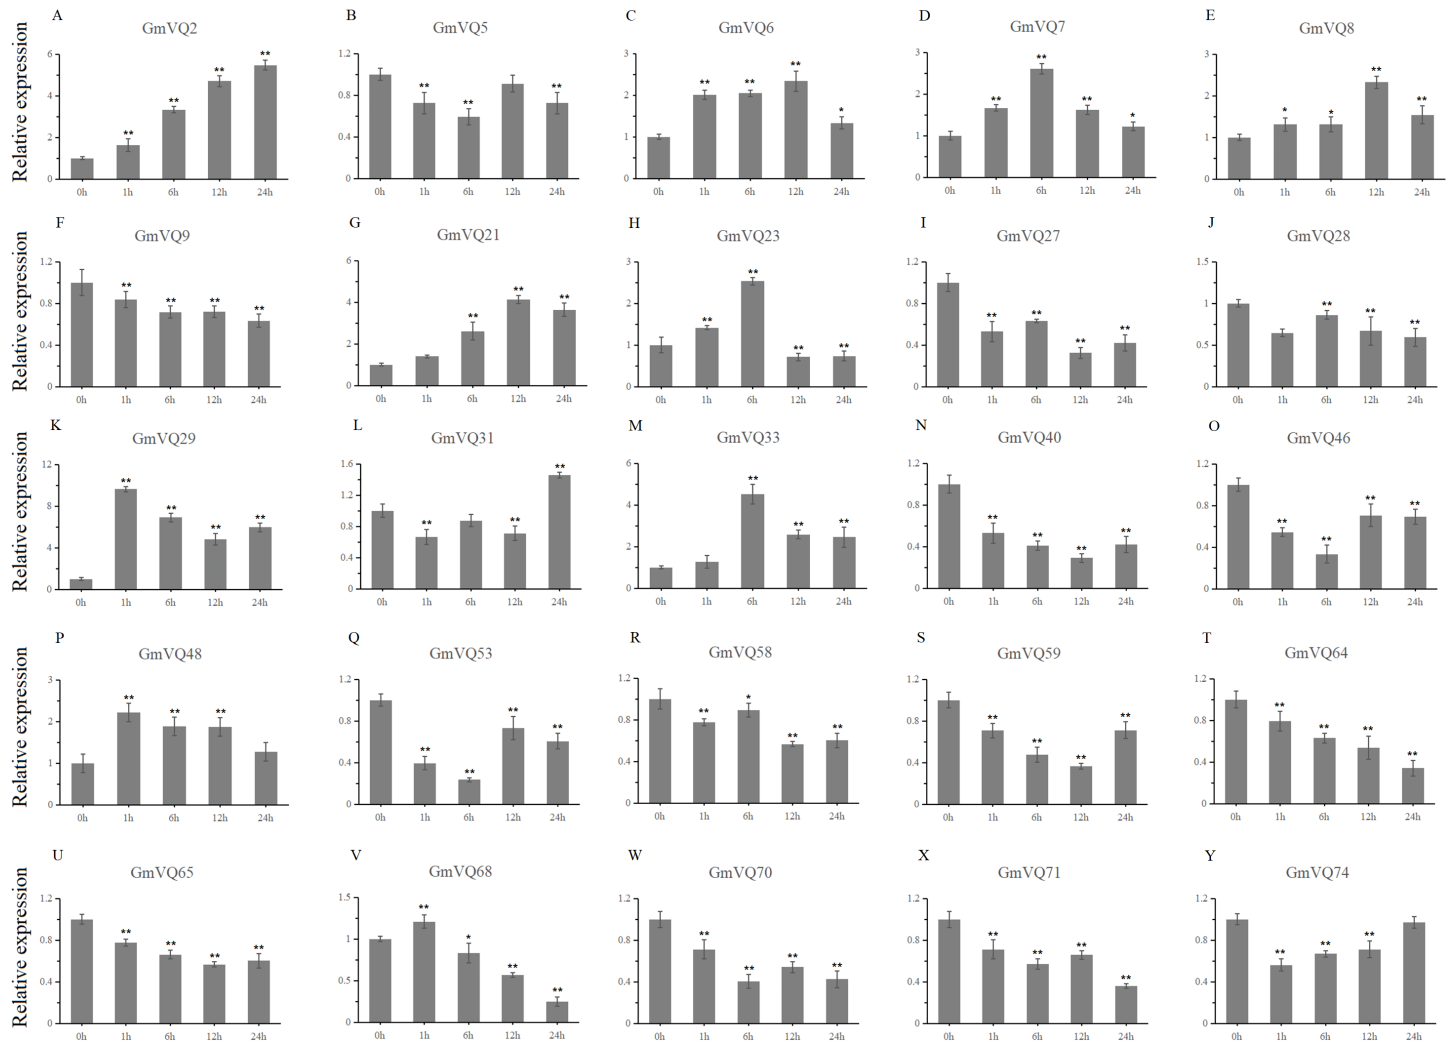 A B C D E
GmVQ2 GmVQ5 GmVQ6 GmVQ7 GmVQ8
Relative expression
6 4 2 0
** ** ** **
0h 1h 6h 12h 24h
1.2 0.8 0.4 0
** ** **
0h 1h 6h 12h 24h
3 2 1 0
** ** ** *
0h 1h 6h 12h 24h
3 2 1 0
** ** ** *
0h 1h 6h 12h 24h
3 2 1 0
* * ** **
0h 1h 6h 12h 24h
F G H I J
GmVQ9 GmVQ21 GmVQ23 GmVQ27 GmVQ28
Relative expression
1.2 0.8 0.4 0
** ** ** **
0h 1h 6h 12h 24h
6 4 2 0
** ** **
0h 1h 6h 12h 24h
3 2 1 0
** ** ** **
0h 1h 6h 12h 24h
1.2 0.8 0.4 0
** ** ** **
0h 1h 6h 12h 24h
1.5 1 0.5 0
** ** **
0h 1h 6h 12h 24h
K L M N O
GmVQ29 GmVQ31 GmVQ33 GmVQ40 GmVQ46
Relative expression
12 8 4 0
** ** ** **
0h 1h 6h 12h 24h
1.6 1.2 0.8 0.4 0
** ** **
0h 1h 6h 12h 24h
6 4 2 0
** ** **
0h 1h 6h 12h 24h
1.2 0.8 0.4 0
** ** ** **
0h 1h 6h 12h 24h
1.2 0.8 0.4 0
** ** ** **
0h 1h 6h 12h 24h
P Q R S T
GmVQ48 GmVQ53 GmVQ58 GmVQ59 GmVQ64
Relative expression
3 2 1 0
** ** **
0h 1h 6h 12h 24h
1.2 0.8 0.4 0
** ** ** **
0h 1h 6h 12h 24h
1.2 0.8 0.4 0
** * ** **
0h 1h 6h 12h 24h
1.2 0.8 0.4 0
** ** ** **
0h 1h 6h 12h 24h
1.2 0.8 0.4 0
** ** ** **
0h 1h 6h 12h 24h
U V W X Y
GmVQ65 GmVQ68 GmVQ70 GmVQ71 GmVQ74
Relative expression
1.2 0.8 0.4 0
** ** ** **
0h 1h 6h 12h 24h
1.5 1 0.5 0
** * ** **
0h 1h 6h 12h 24h
1.2 0.8 0.4 0
** ** ** **
0h 1h 6h 12h 24h
1.2 0.8 0.4 0
** ** ** **
0h 1h 6h 12h 24h
1.2 0.8 0.4 0
** ** **
0h 1h 6h 12h 24h